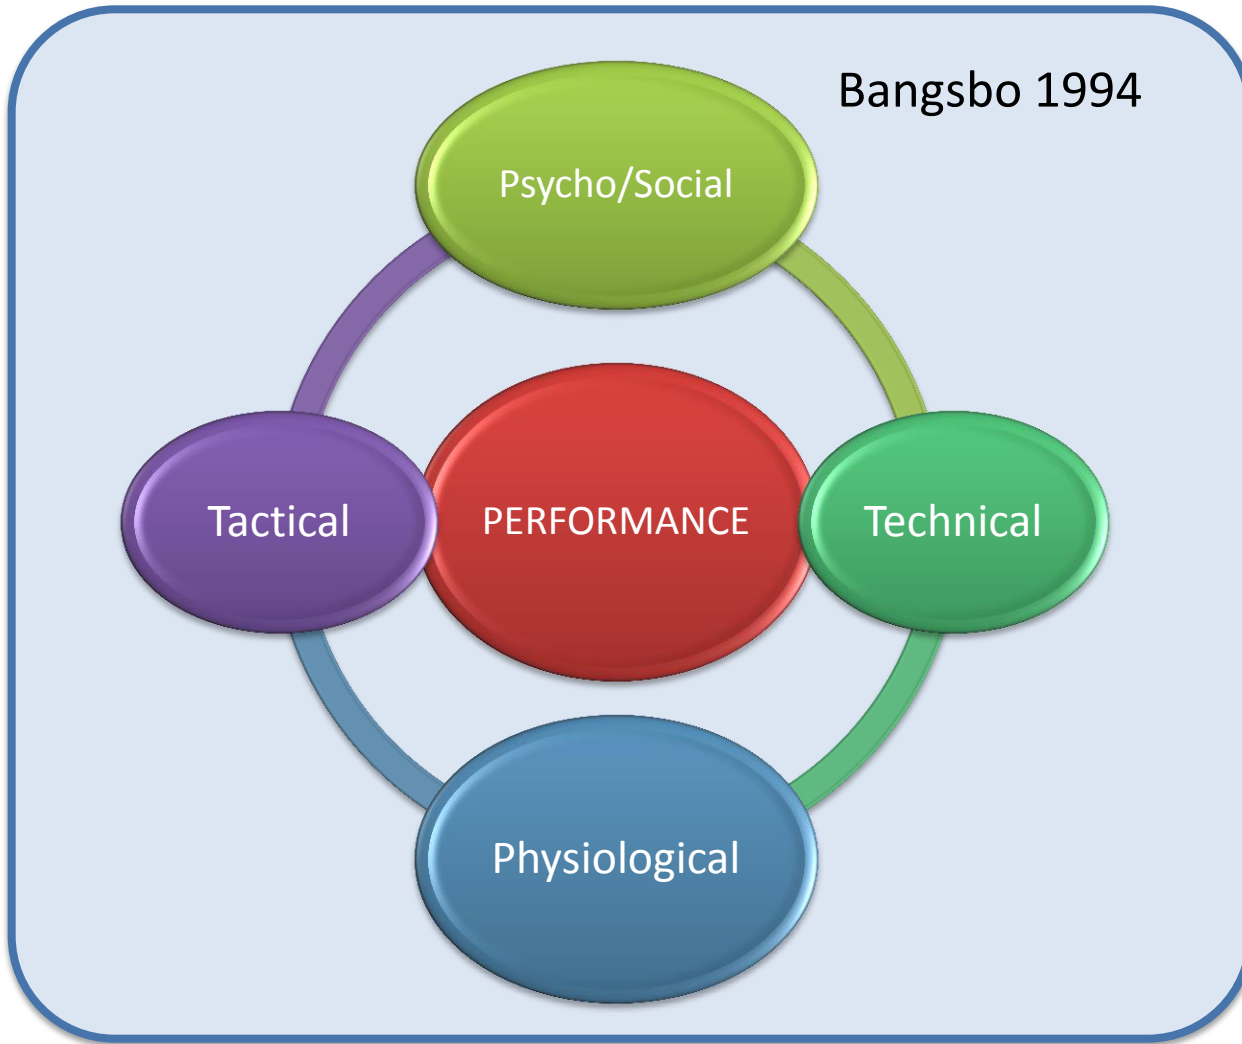 Bangsbo 1994
Psycho/Social
Tactical
PERFORMANCE
Technical
Physiological